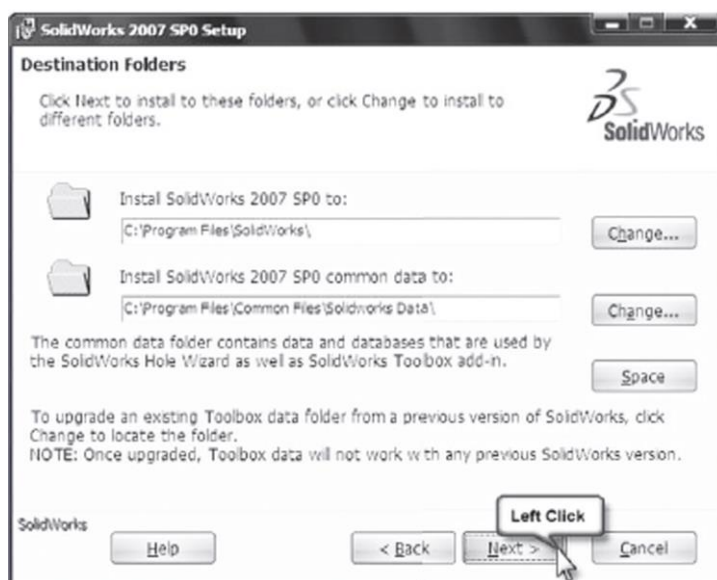 SolidWorks 2007 SP0 Setup
Destination Folders
Click Next to install to these folders, or click Change to install to
different folders.
SolidWorks
Install SolidWorks 2007 SP0 to:
C:\Program Files\SolidWorks\
Change...
Install SolidWorks 2007 SP0 common data to:
C:\Program Files\Common Files\Solidworks Data\
Change...
The common data folder contains data and databases that are used by
the SolidWorks Hole Wizard as well as SolidWorks Toolbox add-in.
Space
To upgrade an existing Toolbox data folder from a previous version of SolidWorks, click
Change to locate the folder.
NOTE: Once upgraded, Toolbox data will not work with any previous SolidWorks version.
Left Click
SolidWorks
Help
< Back
Next >
Cancel